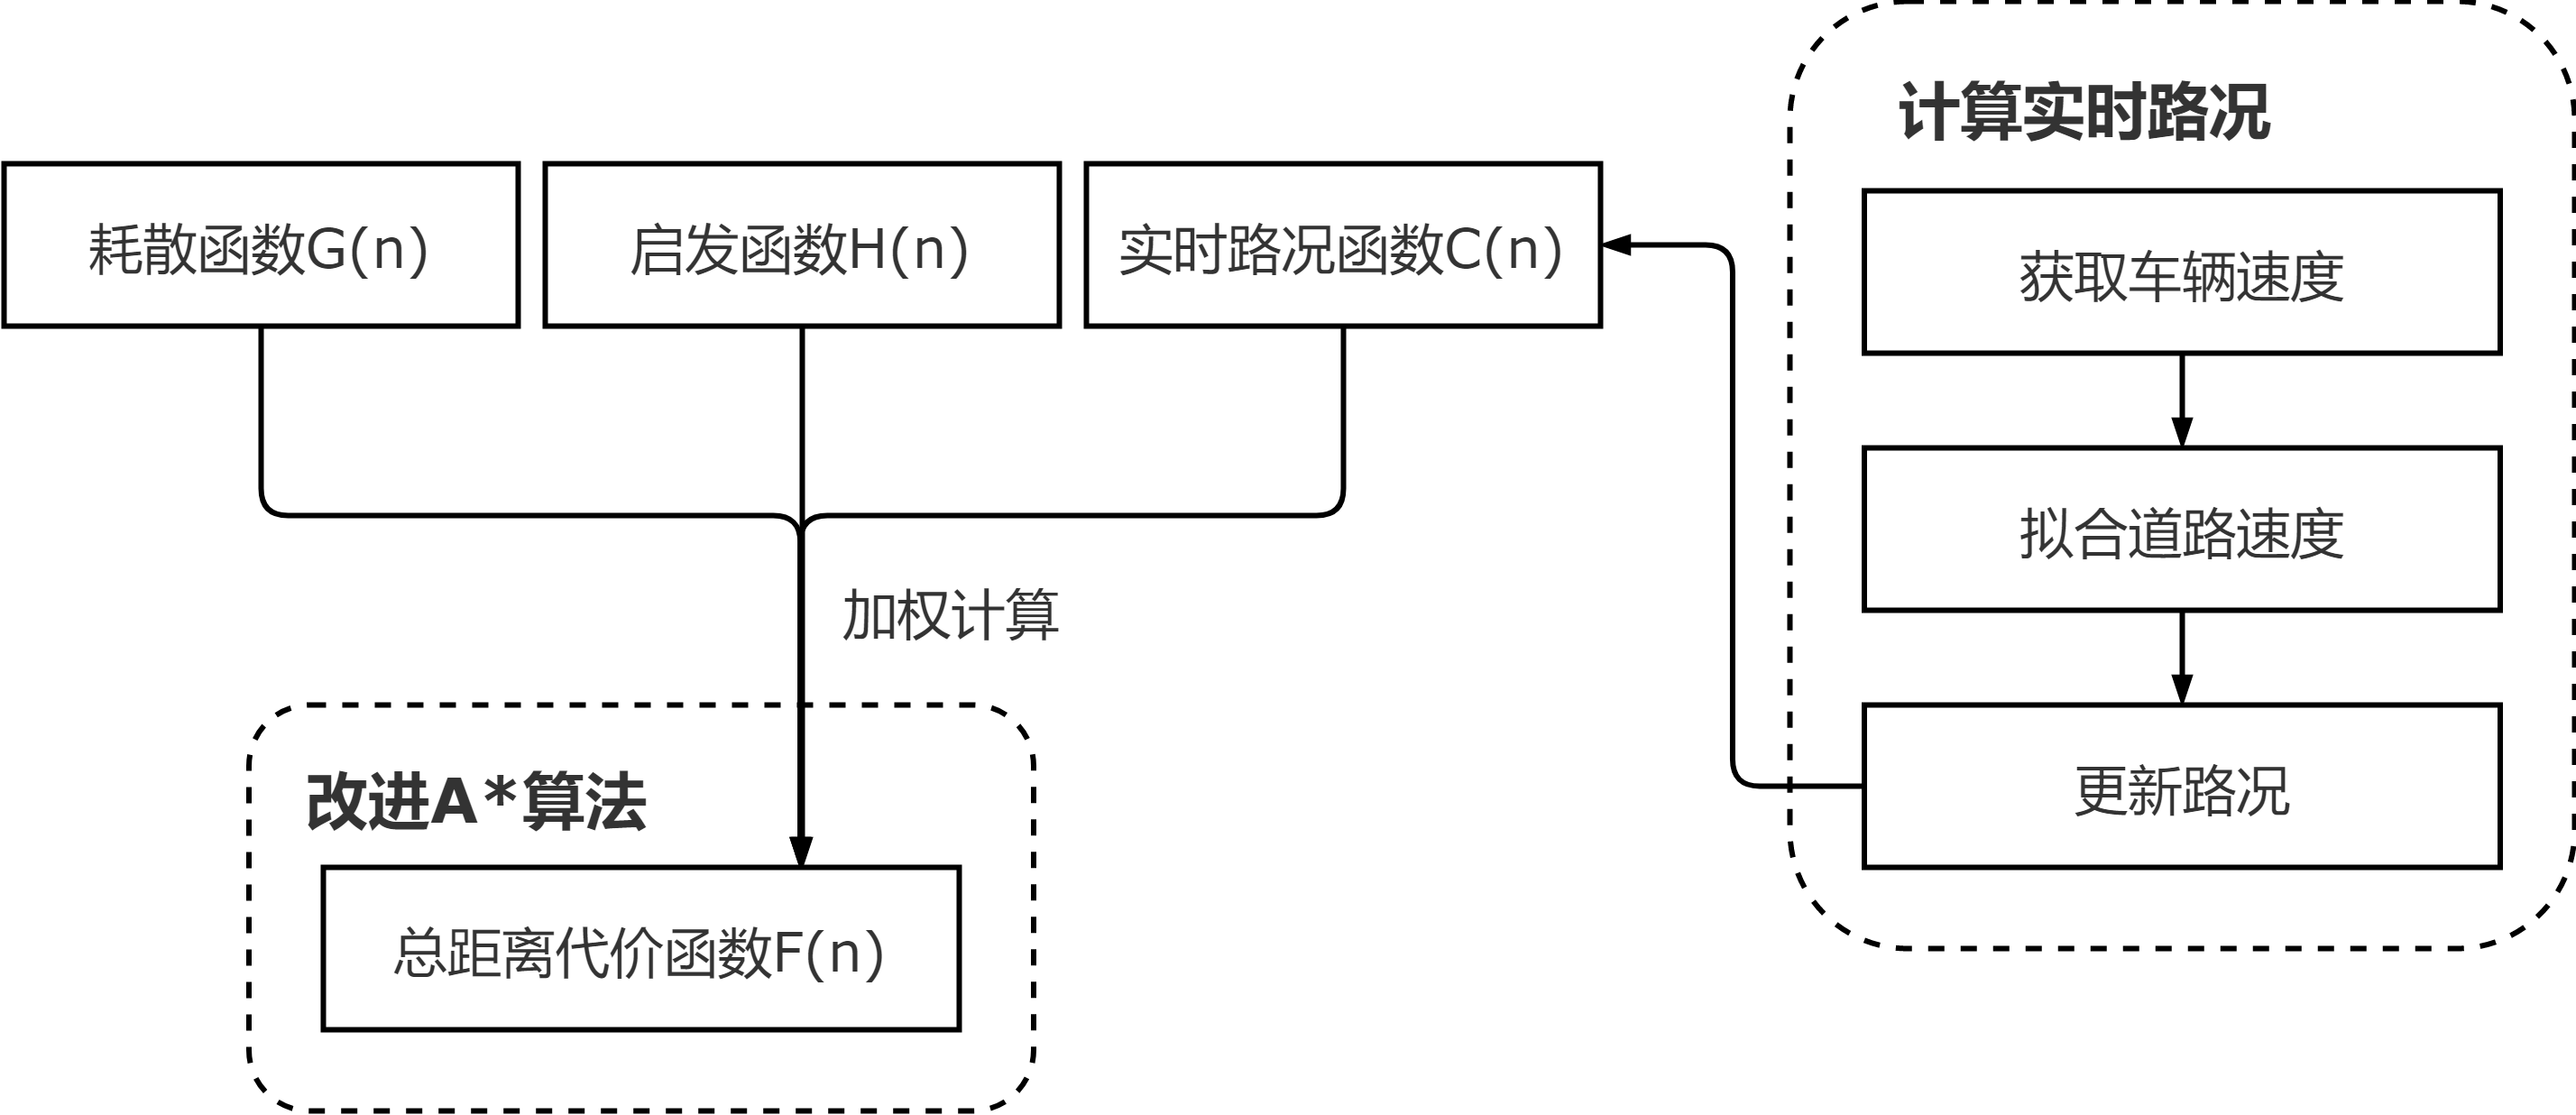 计算实时路况
耗散函数G(n)
启发函数H(n)
实时路况函数C(n)
获取车辆速度
拟合道路速度
加权计算
更新路况
改进A*算法
总距离代价函数F(n)